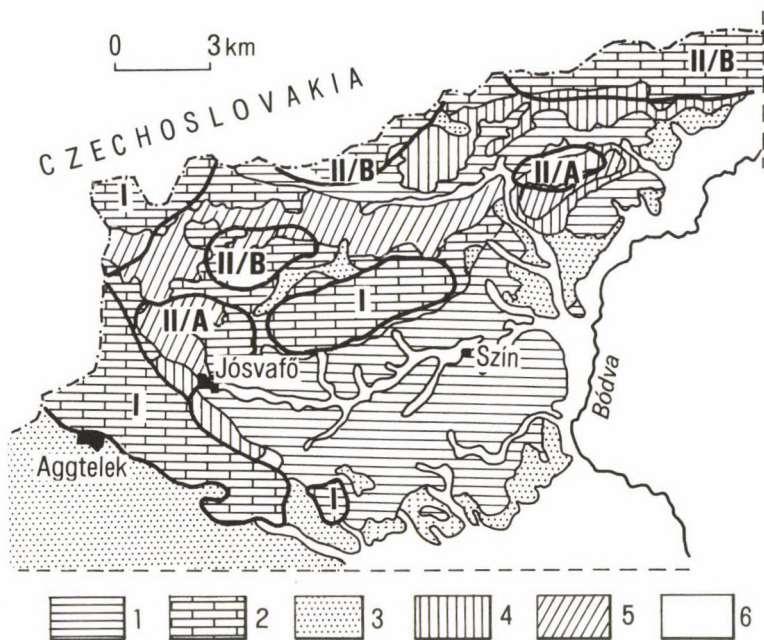 0 3 km
CZECHOSLOVAKIA
II/B
II/B
I
II/A
II/B
I
II/A
Jósvafő
Szín
Bódva
I
Aggtelek
I
1 2 3 4 5 6